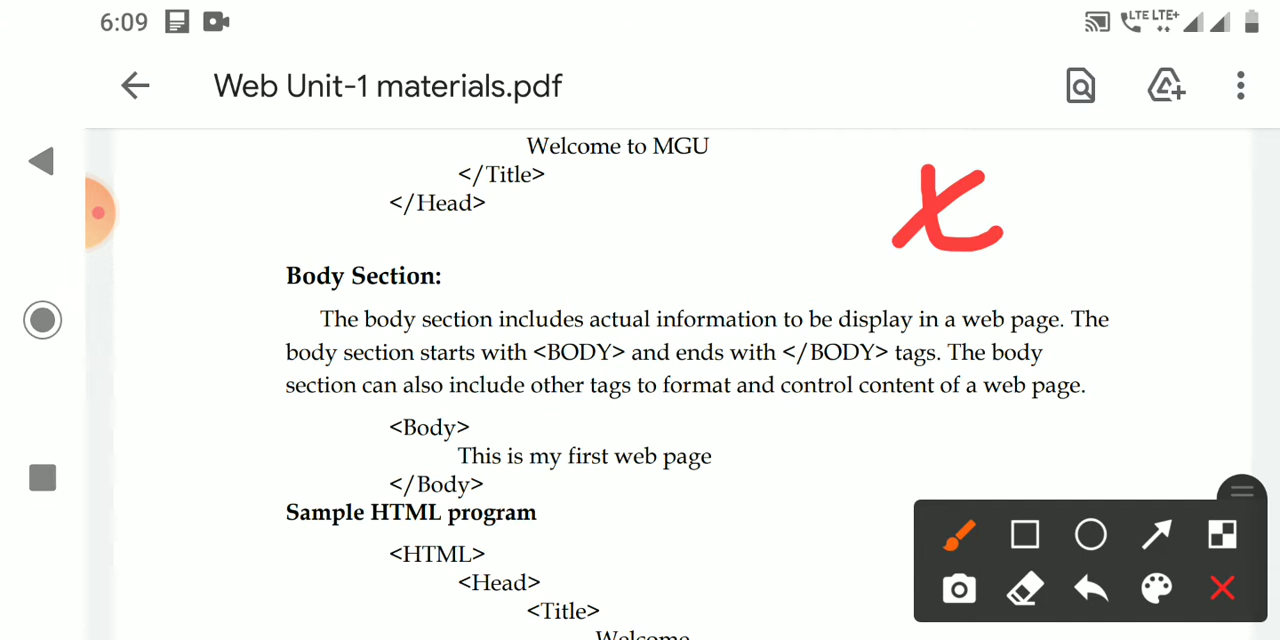 6:09
LTE LTE+
Web Unit-1 materials.pdf
Welcome to MGU
</Title>
</Head>
Body Section:
The body section includes actual information to be display in a web page. The
body section starts with <BODY> and ends with </BODY> tags. The body
section can also include other tags to format and control content of a web page.
<Body>
This is my first web page
</Body>
Sample HTML program
<HTML>
<Head>
<Title>
Welcome